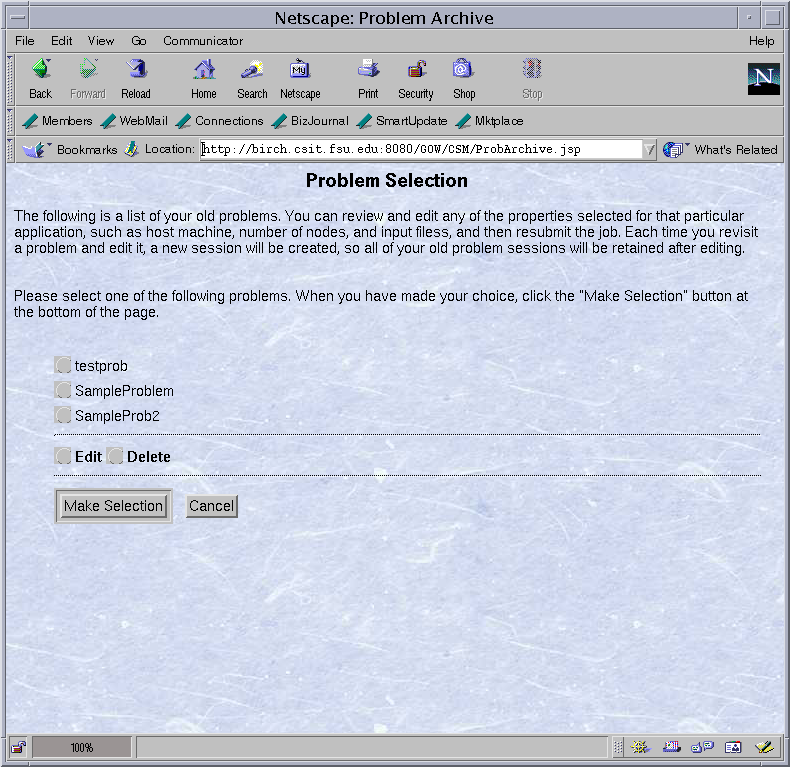 Netscape: Problem Archive
File Edit View Go Communicator Help
Back Forward Reload Home Search Netscape Print Security Shop Stop
My
N
Members WebMail Connections BizJournal SmartUpdate Mktplace
Bookmarks Location: http://birch.csit.fsu.edu:8080/GOW/CSM/ProbArchive.jsp What's Related
Problem Selection
The following is a list of your old problems. You can review and edit any of the properties selected for that particular
application, such as host machine, number of nodes, and input filess, and then resubmit the job. Each time you revisit
a problem and edit it, a new session will be created, so all of your old problem sessions will be retained after editing.
Please select one of the following problems. When you have made your choice, click the "Make Selection" button at
the bottom of the page.
testprob
SampleProblem
SampleProb2
Edit Delete
Make Selection Cancel
100%